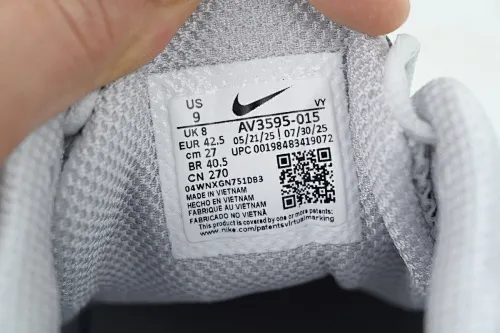 US
9
VY
UK 8
AV3595-015
EUR 42.5
05/21/25 07/30/25
cm 27
UPC 00198483419072
BR 40.5
CN 270
04WNXGN751DB3
MADE IN VIETNAM
HECHO EN VIETNAM
FABRIQUE AU VIETNAM
FABRICADO NO VIETNÃ
This product is covered by one or more patents:
www.nike.com/patentsvirtualmarking